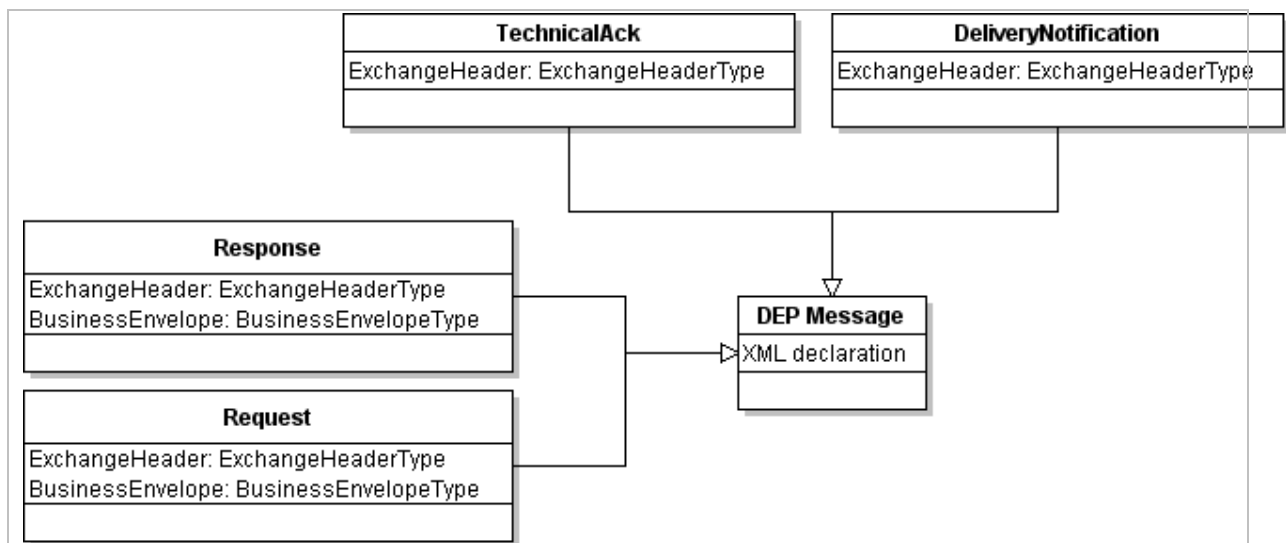 TechnicalAck
ExchangeHeader: ExchangeHeaderType
DeliveryNotification
ExchangeHeader: ExchangeHeaderType
Response
ExchangeHeader: ExchangeHeaderType
BusinessEnvelope: BusinessEnvelopeType
DEP Message
XML declaration
Request
ExchangeHeader: ExchangeHeaderType
BusinessEnvelope: BusinessEnvelopeType